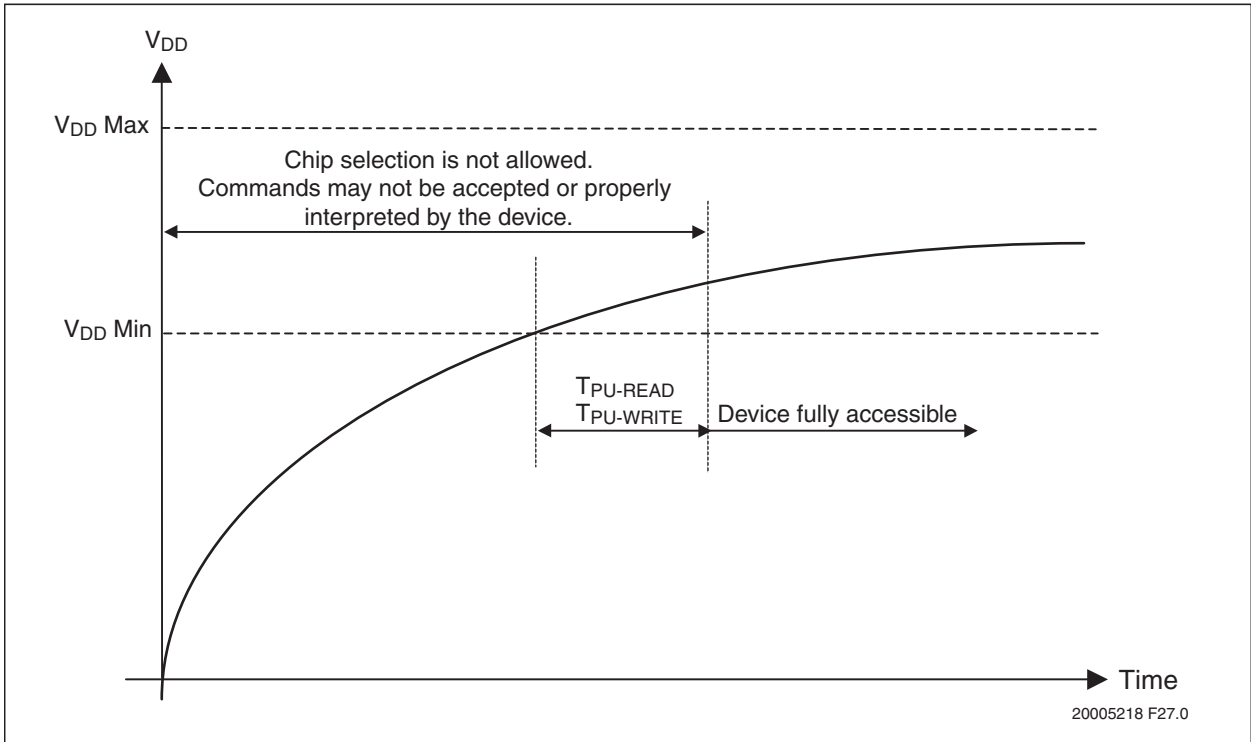 VDD
VDD Max
Chip selection is not allowed.
Commands may not be accepted or properly
interpreted by the device.
VDD Min
TPU-READ
TPU-WRITE
Device fully accessible
Time
20005218 F27.0